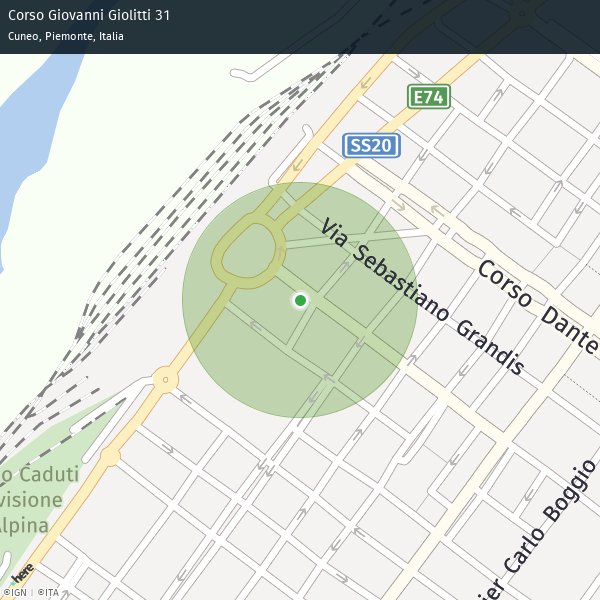 Corso Giovanni Giolitti 31
Cuneo, Piemonte, Italia
E74
SS20
Via Sebastiano Grandis
Corso Dante
o Caduti
visione
Alpina
ier Carlo Boggio
here
©IGN | ©ITA